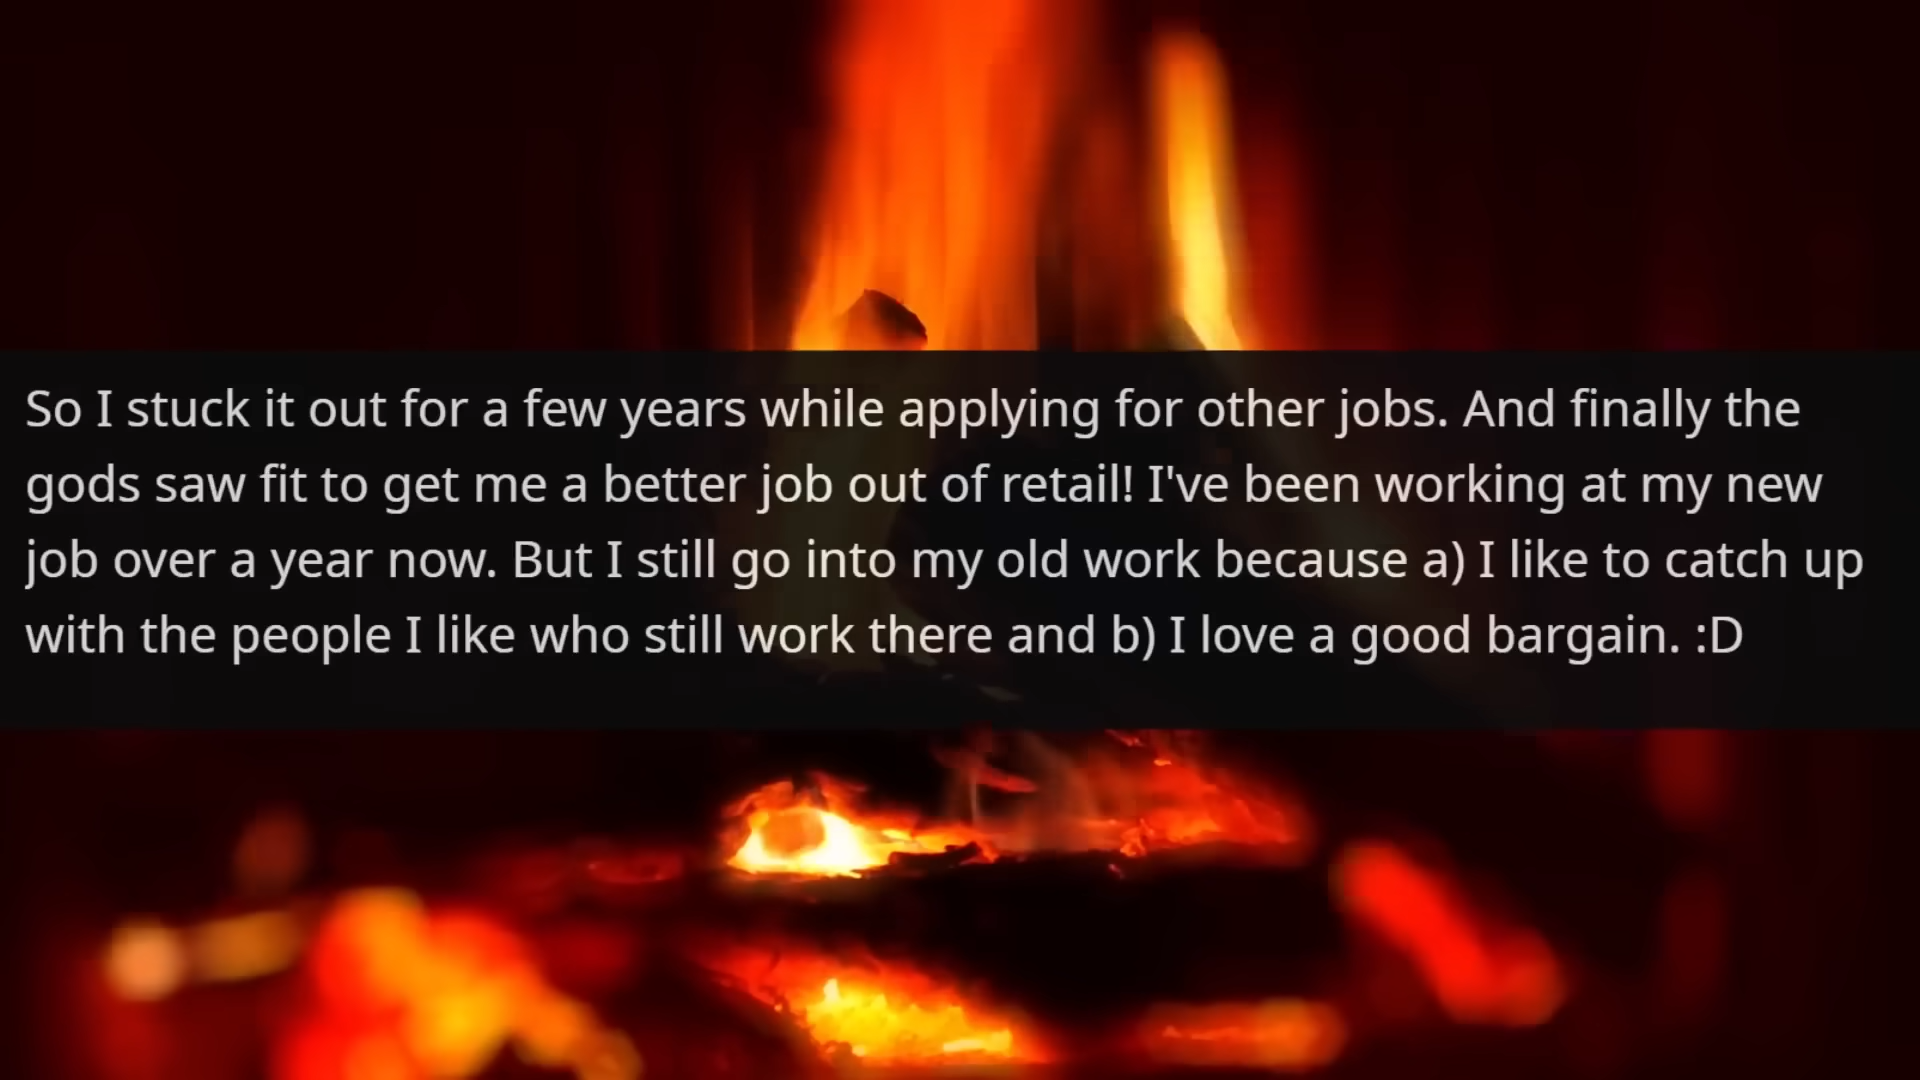 So I stuck it out for a few years while applying for other jobs. And finally the
gods saw fit to get me a better job out of retail! I've been working at my new
job over a year now. But I still go into my old work because a) I like to catch up
with the people I like who still work there and b) I love a good bargain. :D